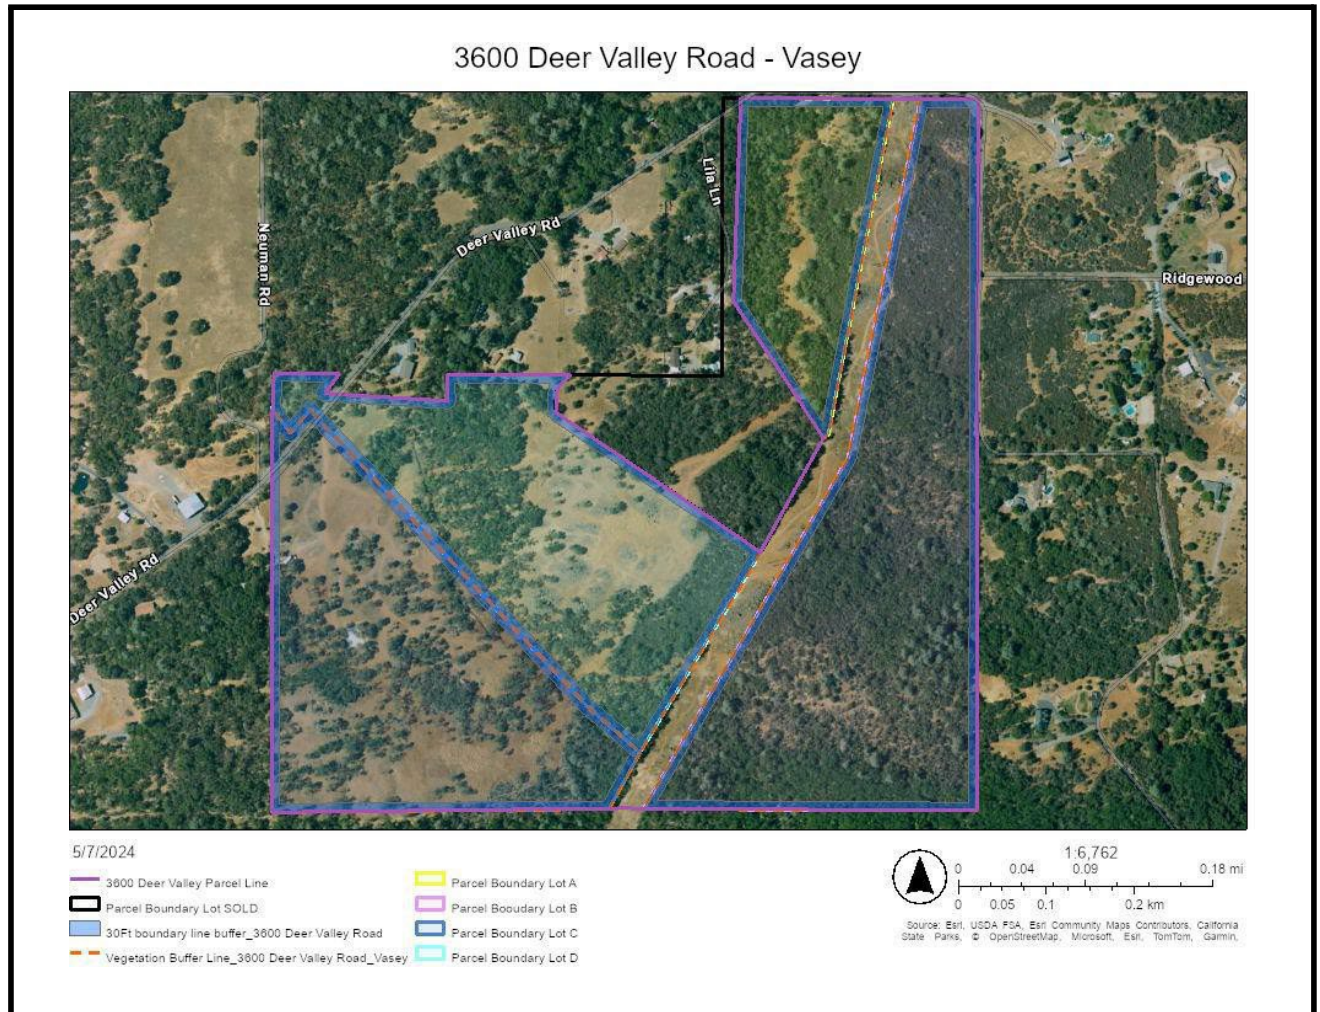 3600 Deer Valley Road - Vasey
Lila Ln
Deer Valley Rd
Neuman Rd
Ridgewood
Deer Valley Rd
5/7/2024
3600 Deer Valley Parcel Line
Parcel Boundary Lot SOLD
30Ft boundary line buffer_3600 Deer Valley Road
Vegetation Buffer Line_3600 Deer Valley Road_Vasey
Parcel Boundary Lot A
Parcel Booudary Lot B
Parcel Boundary Lot C
Parcel Boundary Lot D
1:6,762
0 0.04 0.09 0.18 mi
0 0.05 0.1 0.2 km
Source: Esri, USDA FSA, Esri Community Maps Contributors, California
State Parks, © OpenStreetMap, Microsoft, Esri, TomTom, Garmin,